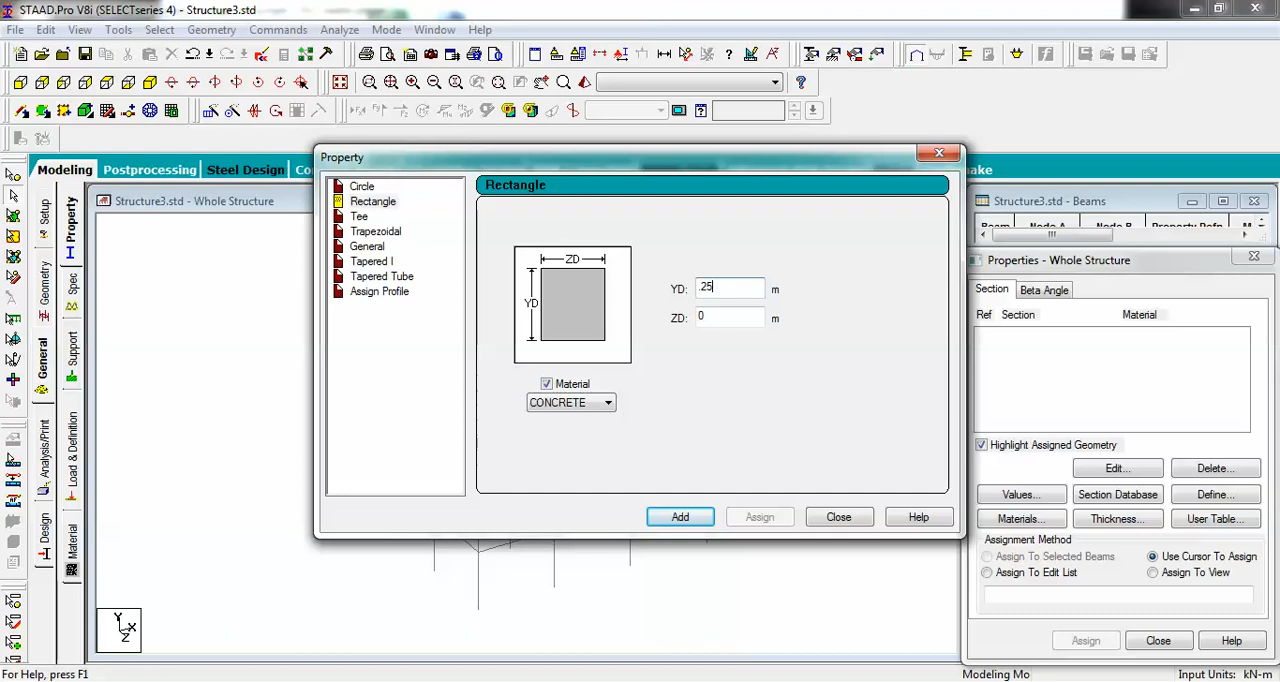 STAAD.Pro V8i (SELECTseries 4) - Structure3.std
File Edit View Tools Select Geometry Commands Analyze Mode Window Help
Modeling Postprocessing Steel Design
Structure3.std - Whole Structure
Property
Setup
Geometry
General
Analysis/Print
Design
Property
Spec
Support
Load & Definition
Material
Circle
Rectangle
Tee
Trapezoidal
General
Tapered I
Tapered Tube
Assign Profile
Rectangle
ZD
YD
YD: .25 m
ZD: 0 m
Material
CONCRETE
Add Assign Close Help
Structure3.std - Beams
Beam Node A Node B Property Refn
Properties - Whole Structure
Section Beta Angle
Ref Section Material
Highlight Assigned Geometry
Edit... Delete...
Values... Section Database Define...
Materials... Thickness... User Table...
Assignment Method
Assign To Selected Beams Use Cursor To Assign
Assign To Edit List Assign To View
Assign Close Help
Y
X
Z
For Help, press F1 Modeling Mo Input Units: kN-m